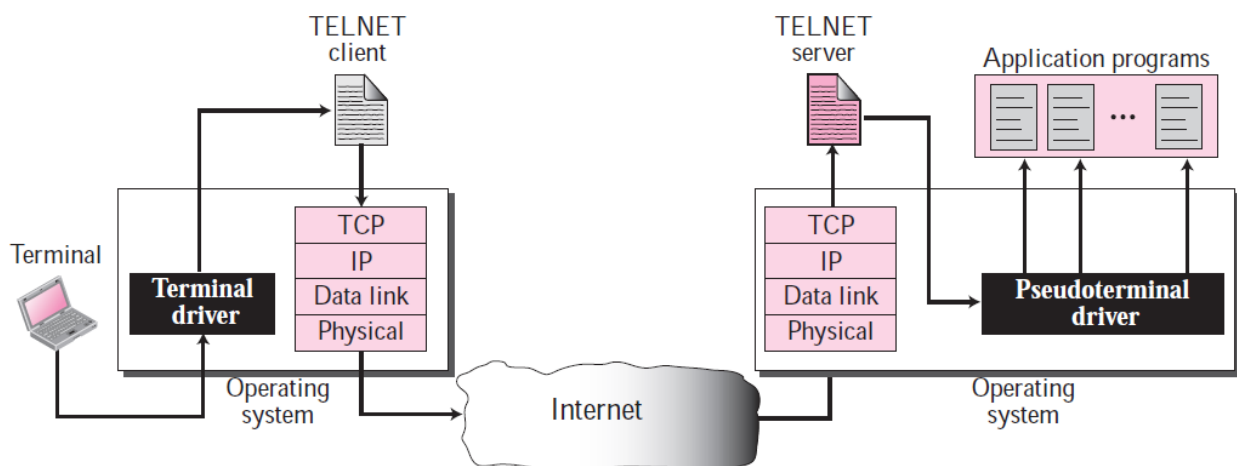 TELNET
client
TELNET
server
Application programs
...
Terminal
Terminal
driver
TCP
IP
Data link
Physical
Operating
system
Internet
TCP
IP
Data link
Physical
Pseudoterminal
driver
Operating
system